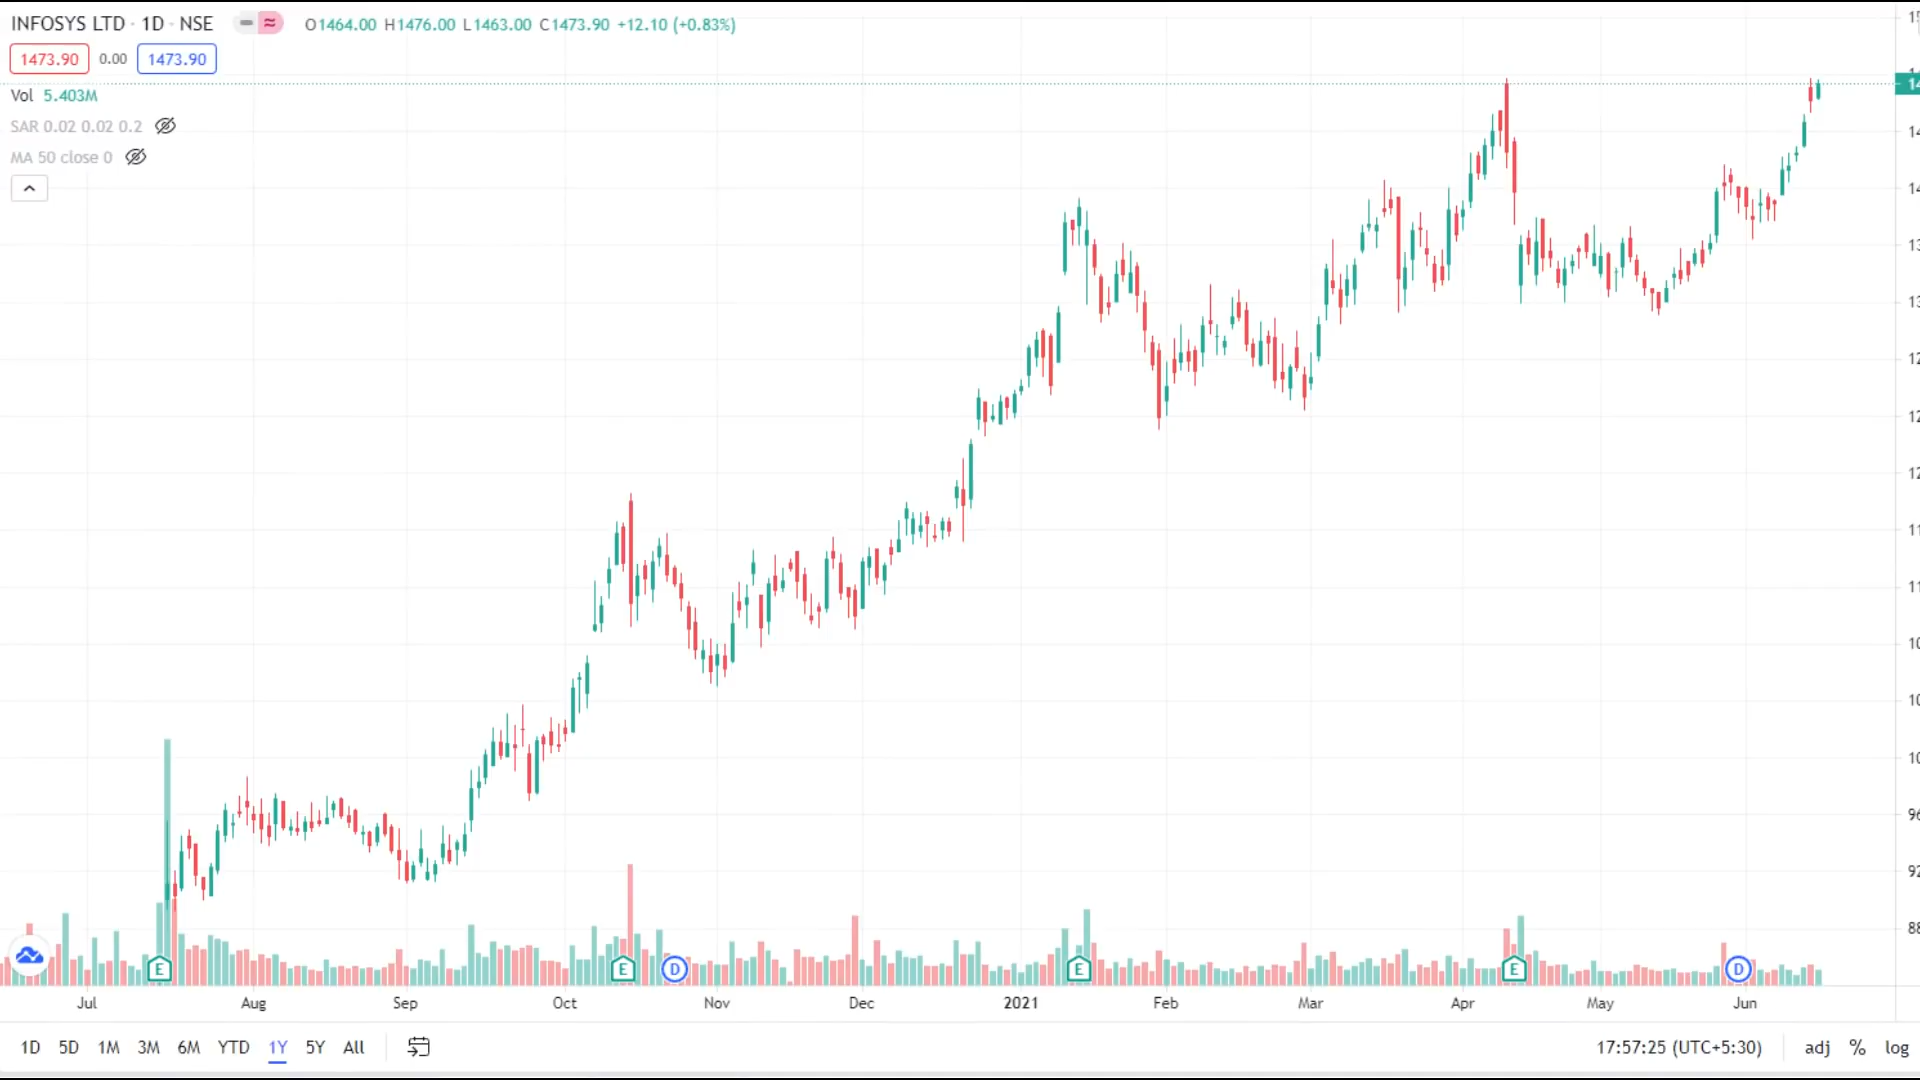 INFOSYS LTD · 1D · NSE O1464.00 H1476.00 L1463.00 C1473.90 +12.10 (+0.83%)
1473.90 0.00 1473.90
Vol 5.403M
SAR 0.02 0.02 0.2
MA 50 close 0
E E D E E D
Jul Aug Sep Oct Nov Dec 2021 Feb Mar Apr May Jun
1D 5D 1M 3M 6M YTD 1Y 5Y All 17:57:25 (UTC+5:30) adj % log